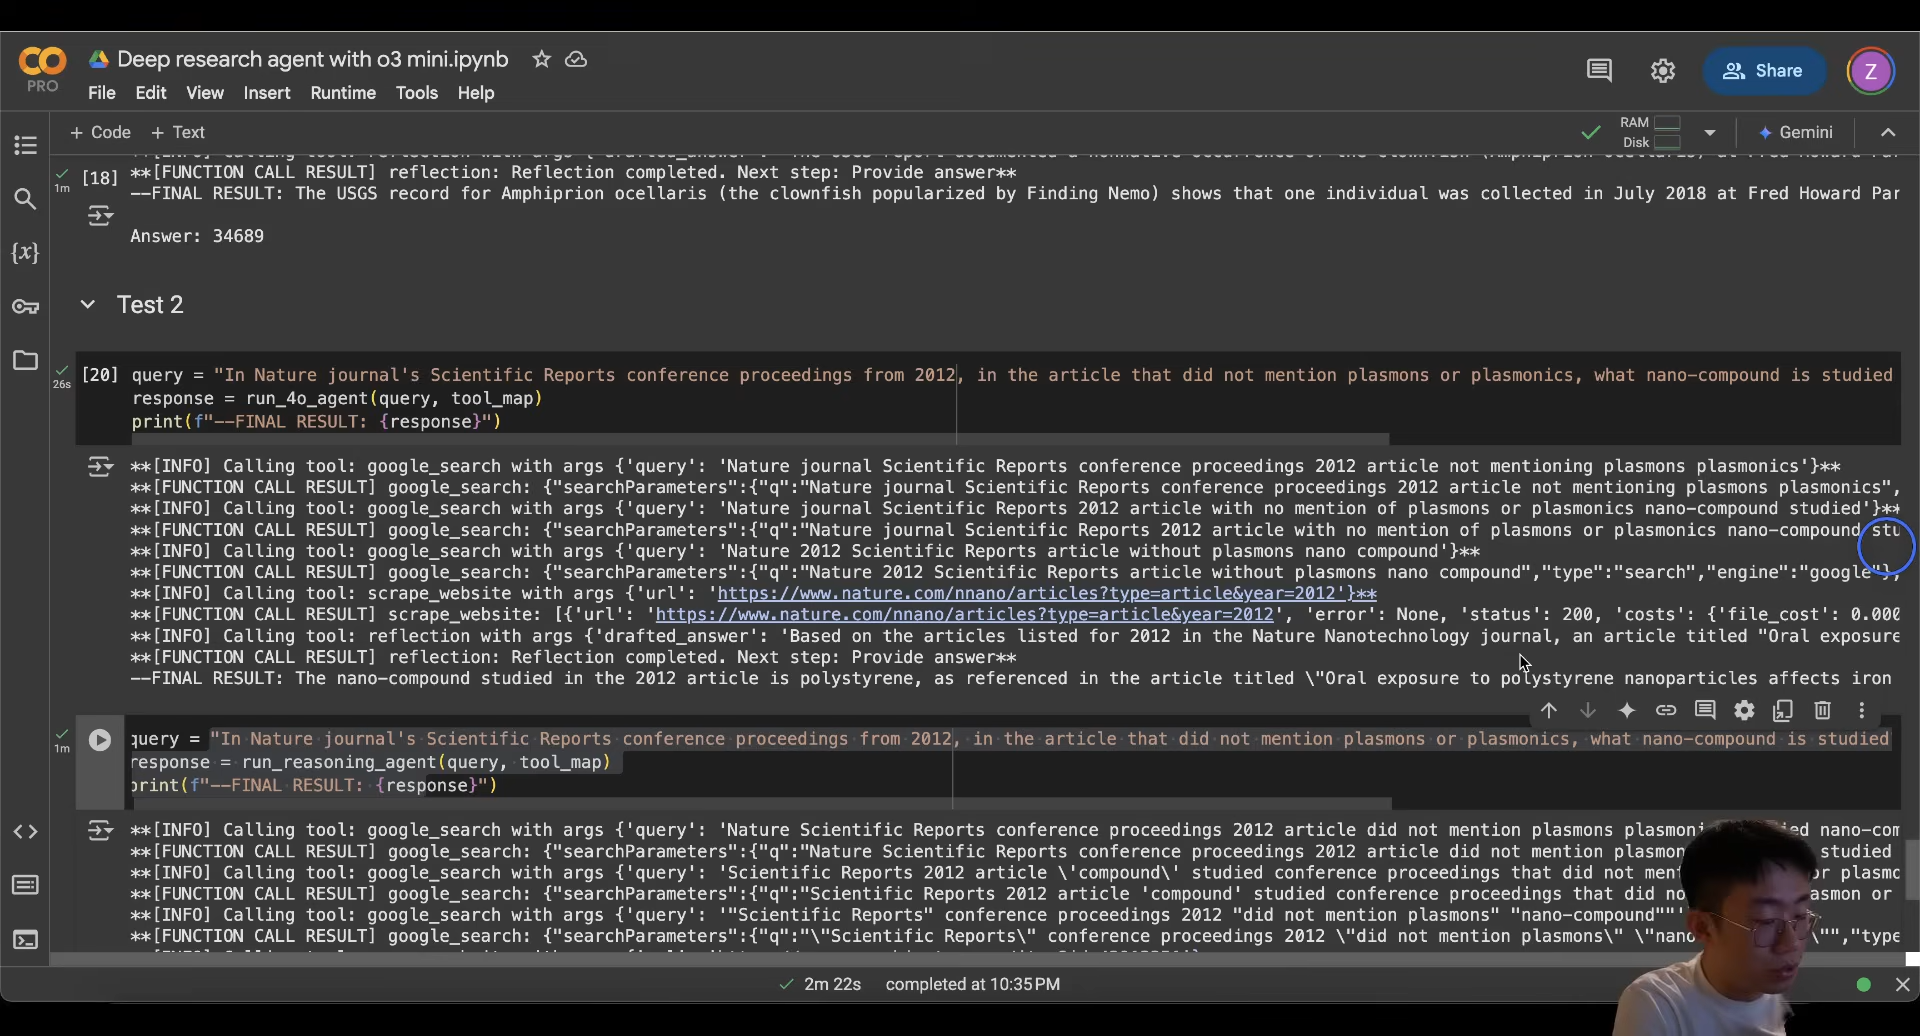 CO
PRO
Deep research agent with o3 mini.ipynb
File Edit View Insert Runtime Tools Help
Share
Z
+ Code + Text
RAM
Disk
Gemini
1m
[18] **[FUNCTION CALL RESULT] reflection: Reflection completed. Next step: Provide answer**
--FINAL RESULT: The USGS record for Amphiprion ocellaris (the clownfish popularized by Finding Nemo) shows that one individual was collected in July 2018 at Fred Howard Par
Answer: 34689
Test 2
26s
[20] query = "In Nature journal's Scientific Reports conference proceedings from 2012, in the article that did not mention plasmons or plasmonics, what nano-compound is studied
response = run_4o_agent(query, tool_map)
print(f"--FINAL RESULT: {response}")
**[INFO] Calling tool: google_search with args {'query': 'Nature journal Scientific Reports conference proceedings 2012 article not mentioning plasmons plasmonics'}**
**[FUNCTION CALL RESULT] google_search: {"searchParameters":{"q":"Nature journal Scientific Reports conference proceedings 2012 article not mentioning plasmons plasmonics",
**[INFO] Calling tool: google_search with args {'query': 'Nature journal Scientific Reports 2012 article with no mention of plasmons or plasmonics nano-compound studied'}**
**[FUNCTION CALL RESULT] google_search: {"searchParameters":{"q":"Nature journal Scientific Reports 2012 article with no mention of plasmons or plasmonics nano-compound stu
**[INFO] Calling tool: google_search with args {'query': 'Nature 2012 Scientific Reports article without plasmons nano compound'}**
**[FUNCTION CALL RESULT] google_search: {"searchParameters":{"q":"Nature 2012 Scientific Reports article without plasmons nano compound","type":"search","engine":"google"},
**[INFO] Calling tool: scrape_website with args {'url': 'https://www.nature.com/nnano/articles?type=article&year=2012'}**
**[FUNCTION CALL RESULT] scrape_website: [{'url': 'https://www.nature.com/nnano/articles?type=article&year=2012', 'error': None, 'status': 200, 'costs': {'file_cost': 0.000
**[INFO] Calling tool: reflection with args {'drafted_answer': 'Based on the articles listed for 2012 in the Nature Nanotechnology journal, an article titled "Oral exposure
**[FUNCTION CALL RESULT] reflection: Reflection completed. Next step: Provide answer**
--FINAL RESULT: The nano-compound studied in the 2012 article is polystyrene, as referenced in the article titled \"Oral exposure to polystyrene nanoparticles affects iron
1m
query = "In Nature journal's Scientific Reports conference proceedings from 2012, in the article that did not mention plasmons or plasmonics, what nano-compound is studied
response = run_reasoning_agent(query, tool_map)
print(f"--FINAL RESULT: {response}")
**[INFO] Calling tool: google_search with args {'query': 'Nature Scientific Reports conference proceedings 2012 article did not mention plasmons
**[FUNCTION CALL RESULT] google_search: {"searchParameters":{"q":"Nature Scientific Reports conference proceedings 2012 article did not mention studied
**[INFO] Calling tool: google_search with args {'query': 'Scientific Reports 2012 article \'compound\' studied conference proceedings that did not
**[FUNCTION CALL RESULT] google_search: {"searchParameters":{"q":"Scientific Reports 2012 article 'compound' studied conference proceedings that did or
**[INFO] Calling tool: google_search with args {'query': '"Scientific Reports" conference proceedings 2012 "did not mention plasmons" "nano-compound"
**[FUNCTION CALL RESULT] google_search: {"searchParameters":{"q":"\"Scientific Reports\" conference proceedings 2012 \"did not mention plasmons\" \"nano \"","type
2m 22s completed at 10:35PM